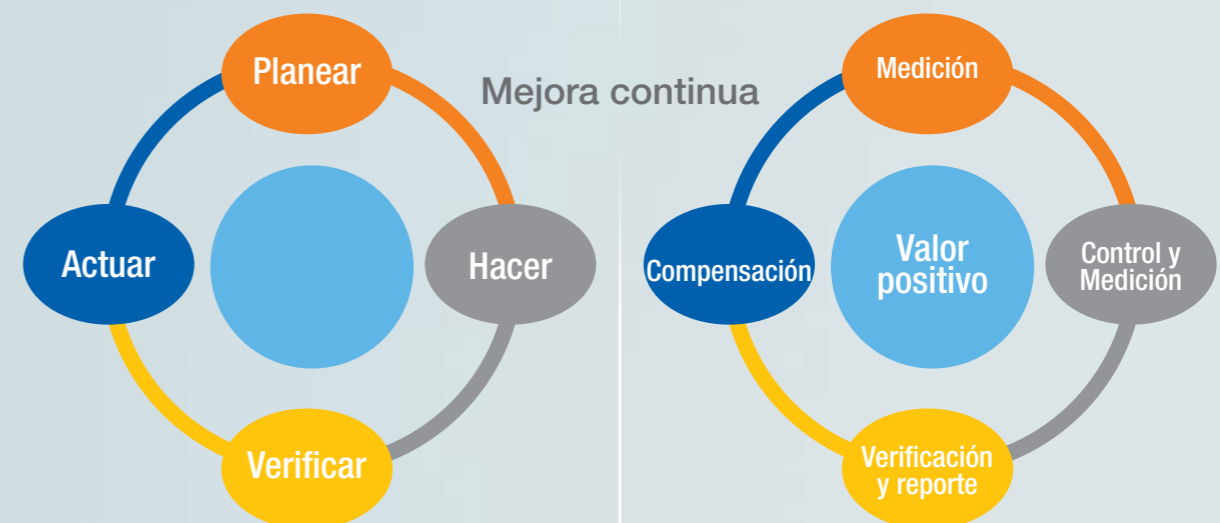 Planear
Mejora continua
Actuar
Hacer
Verificar
Medición
Compensación
Valor
positivo
Control y
Medición
Verificación
y reporte